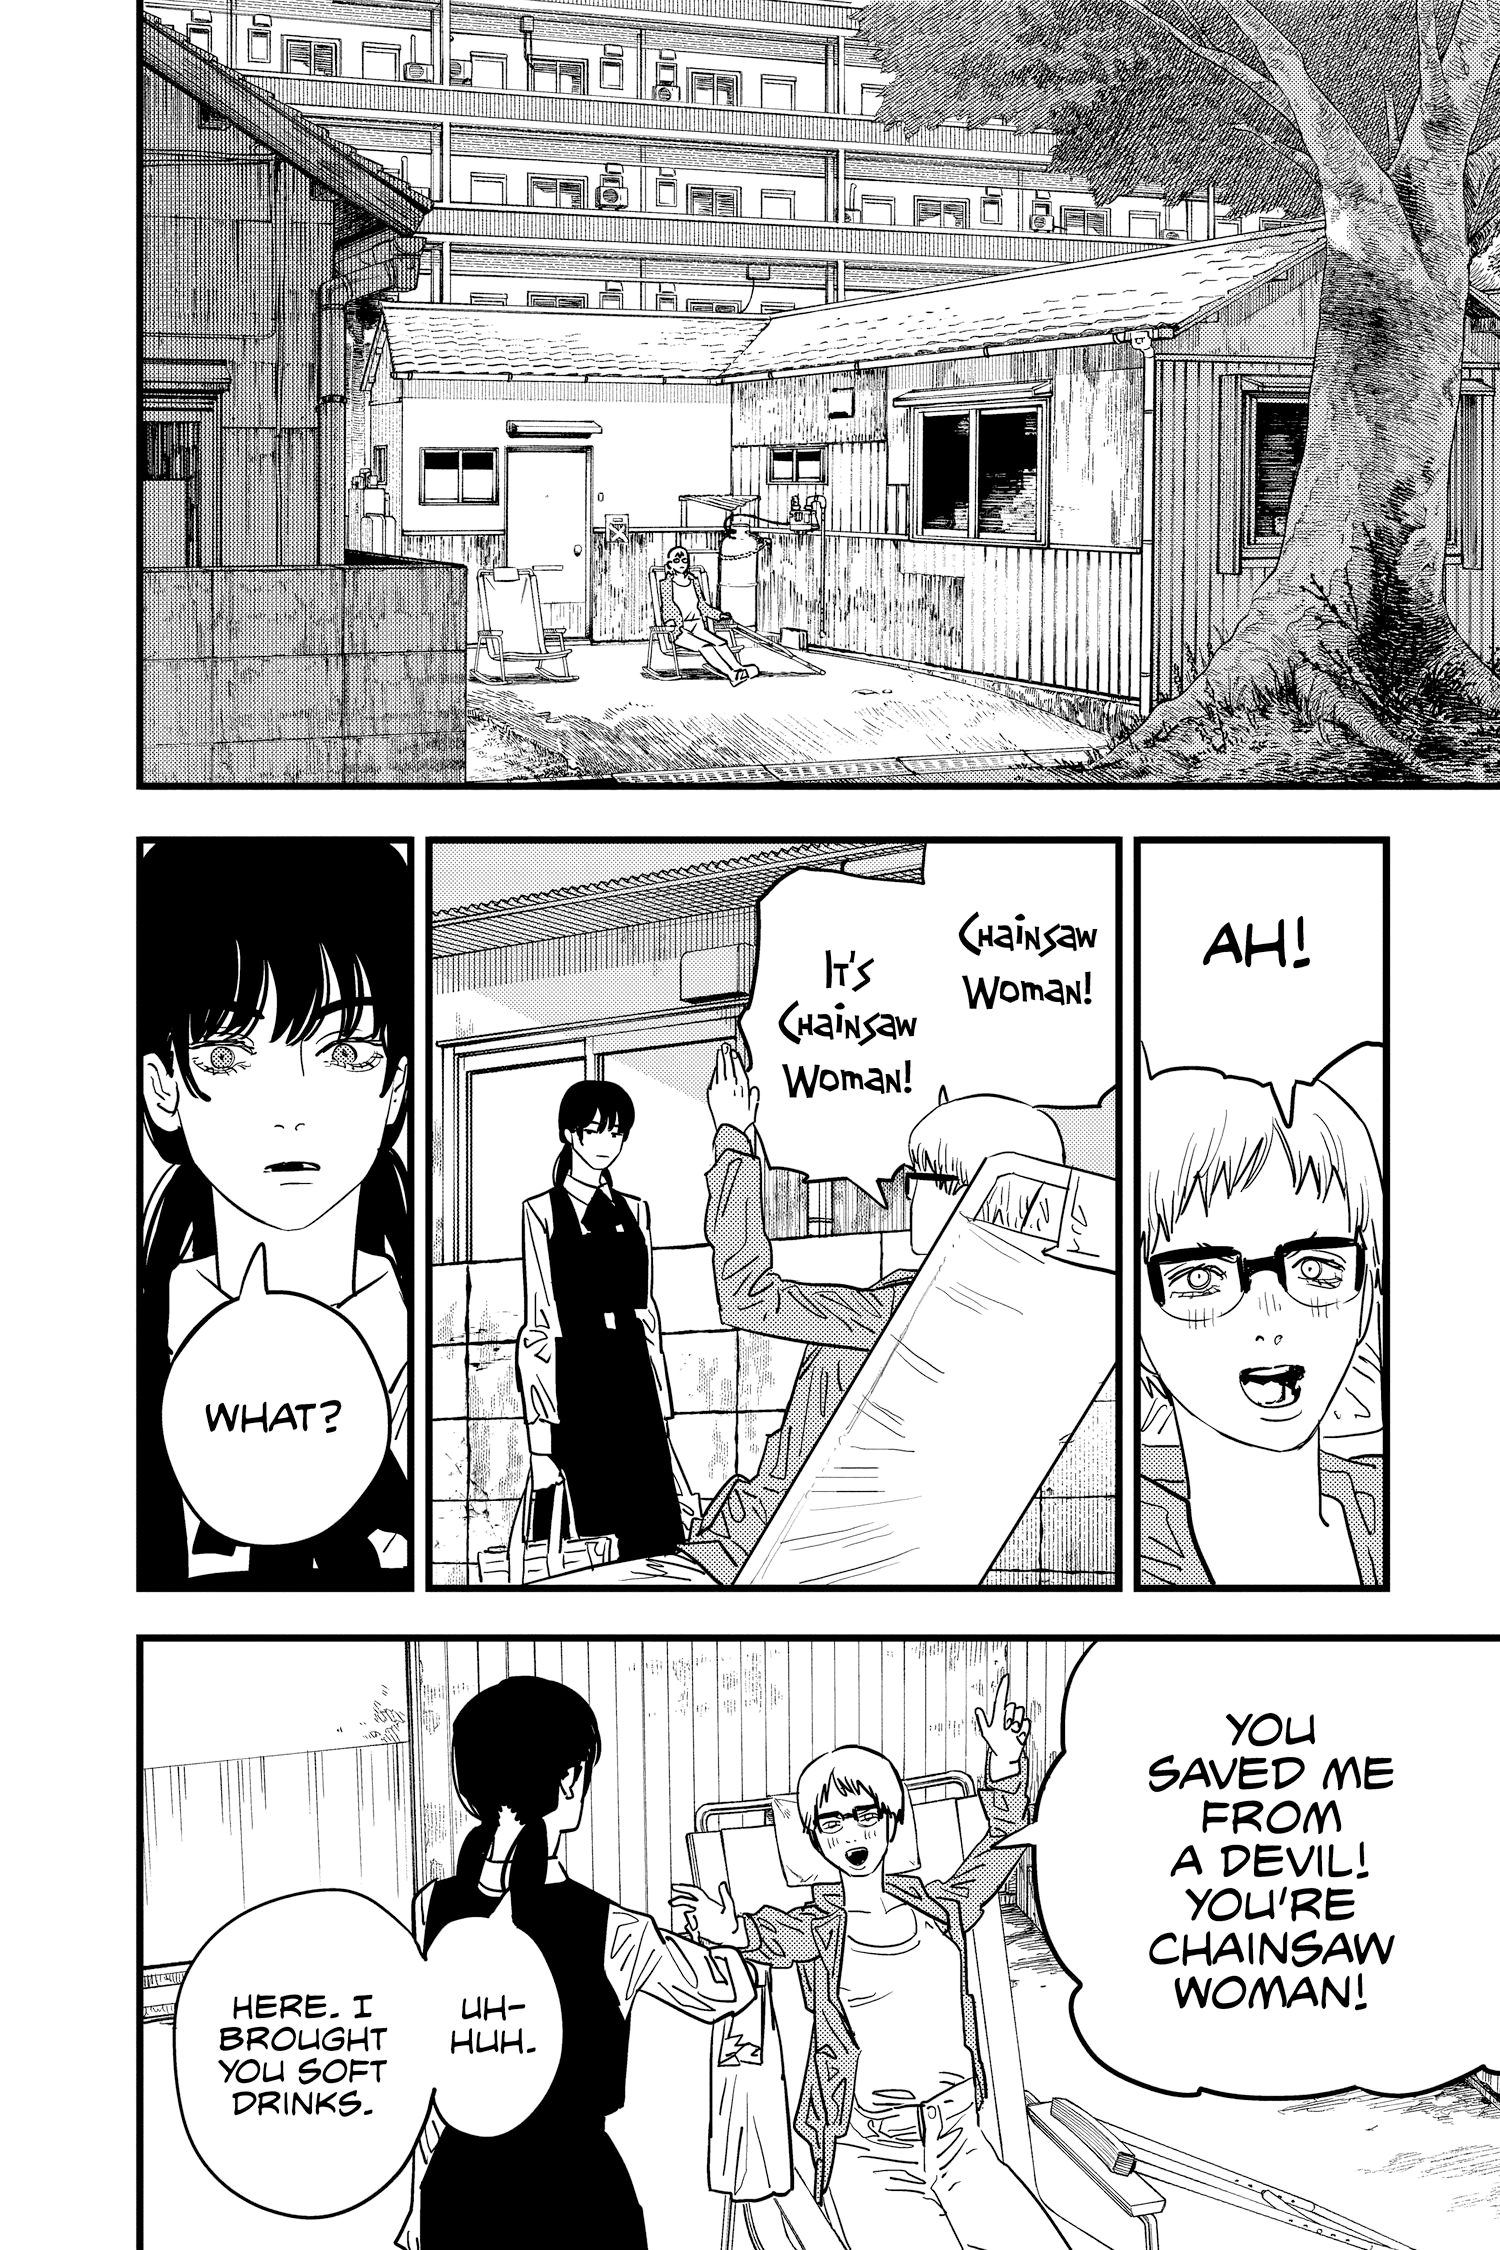 AH!
CHAINSAW
WOMAN!
IT'S
CHAINSAW
WOMAN!
WHAT?
YOU
SAVED ME
FROM
A DEVIL!
YOU'RE
CHAINSAW
WOMAN!
UH-
HUH.
HERE. I
BROUGHT
YOU SOFT
DRINKS.